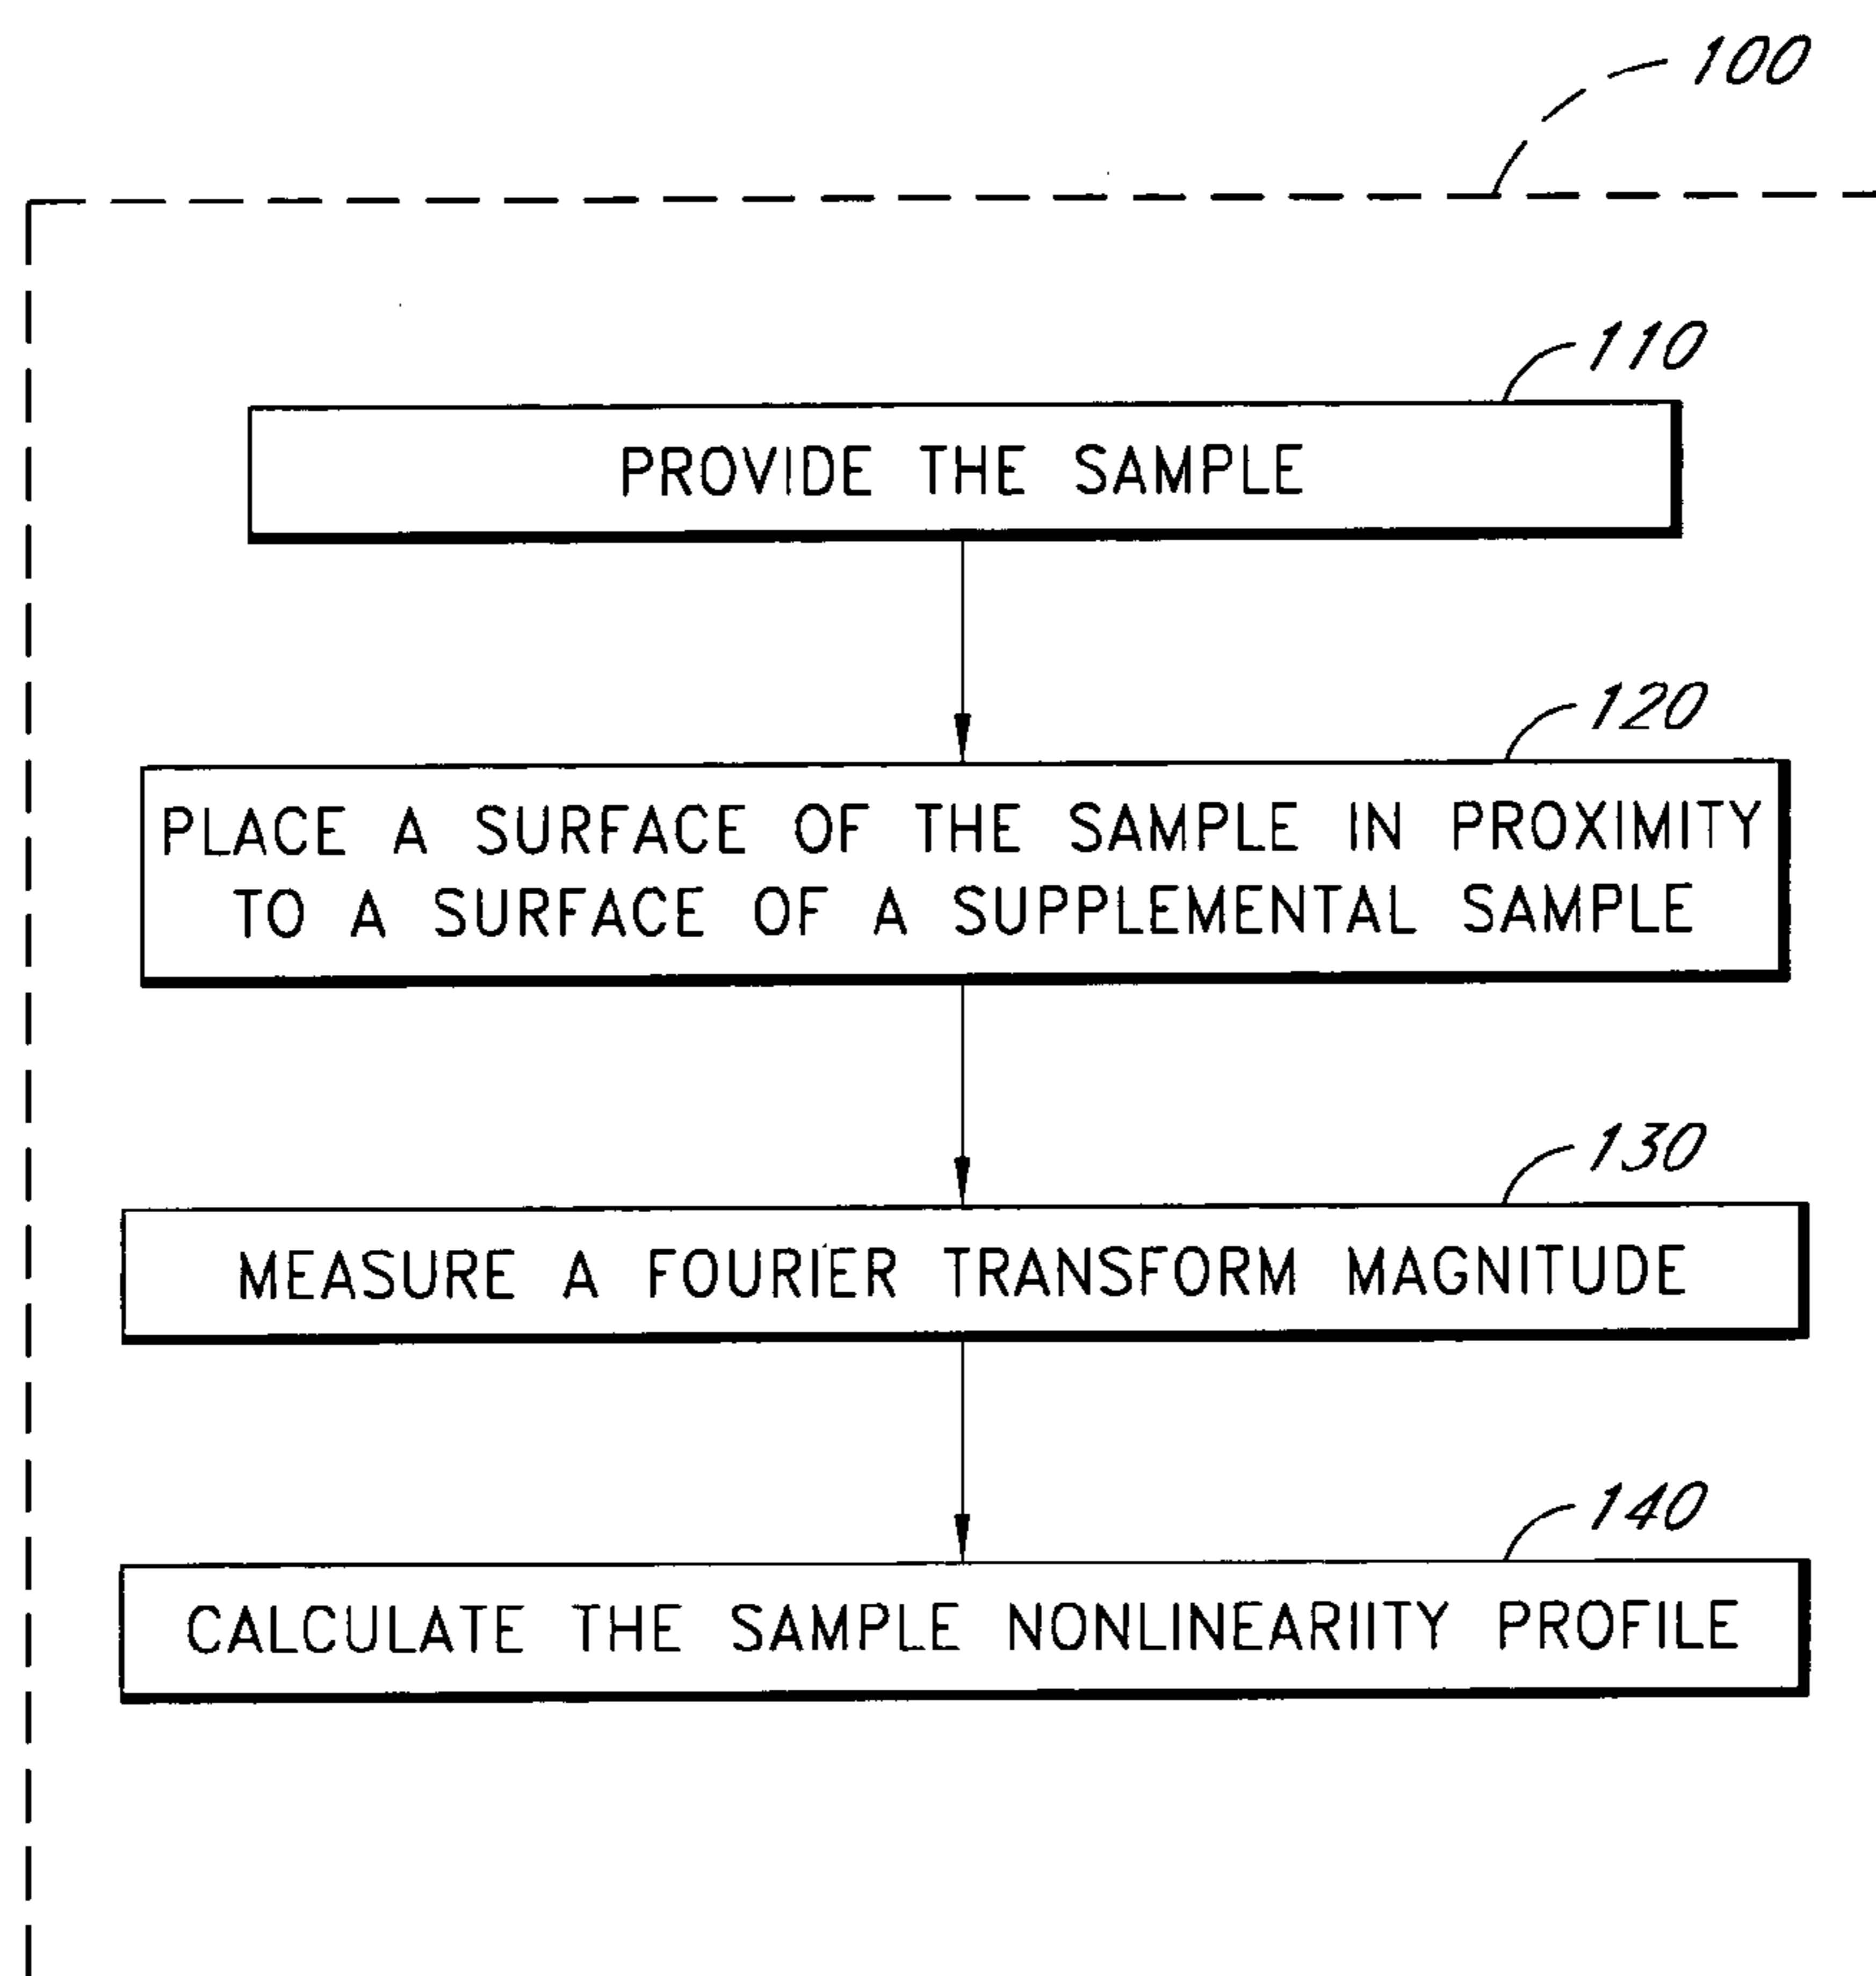 100
110
PROVIDE THE SAMPLE
120
PLACE A SURFACE OF THE SAMPLE IN PROXIMITY
TO A SURFACE OF A SUPPLEMENTAL SAMPLE
130
MEASURE A FOURIER TRANSFORM MAGNITUDE
140
CALCULATE THE SAMPLE NONLINEARIITY PROFILE